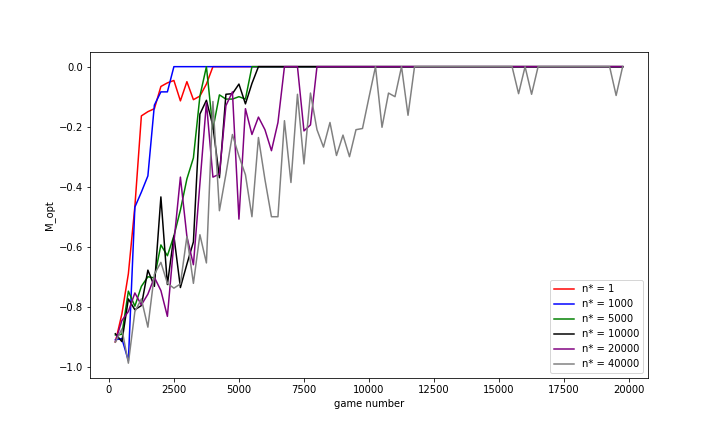 0.0
−0.2
−0.4
−0.6
−0.8
−1.0
M_opt
0 2500 5000 7500 10000 12500 15000 17500 20000
game number
n* = 1
n* = 1000
n* = 5000
n* = 10000
n* = 20000
n* = 40000